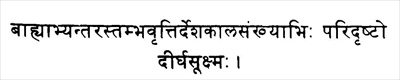 बाह्याभ्यन्तरस्तम्भवृत्तिर्देशकालसंख्याभिः परिदृष्टो
दीर्घसूक्ष्मः ।